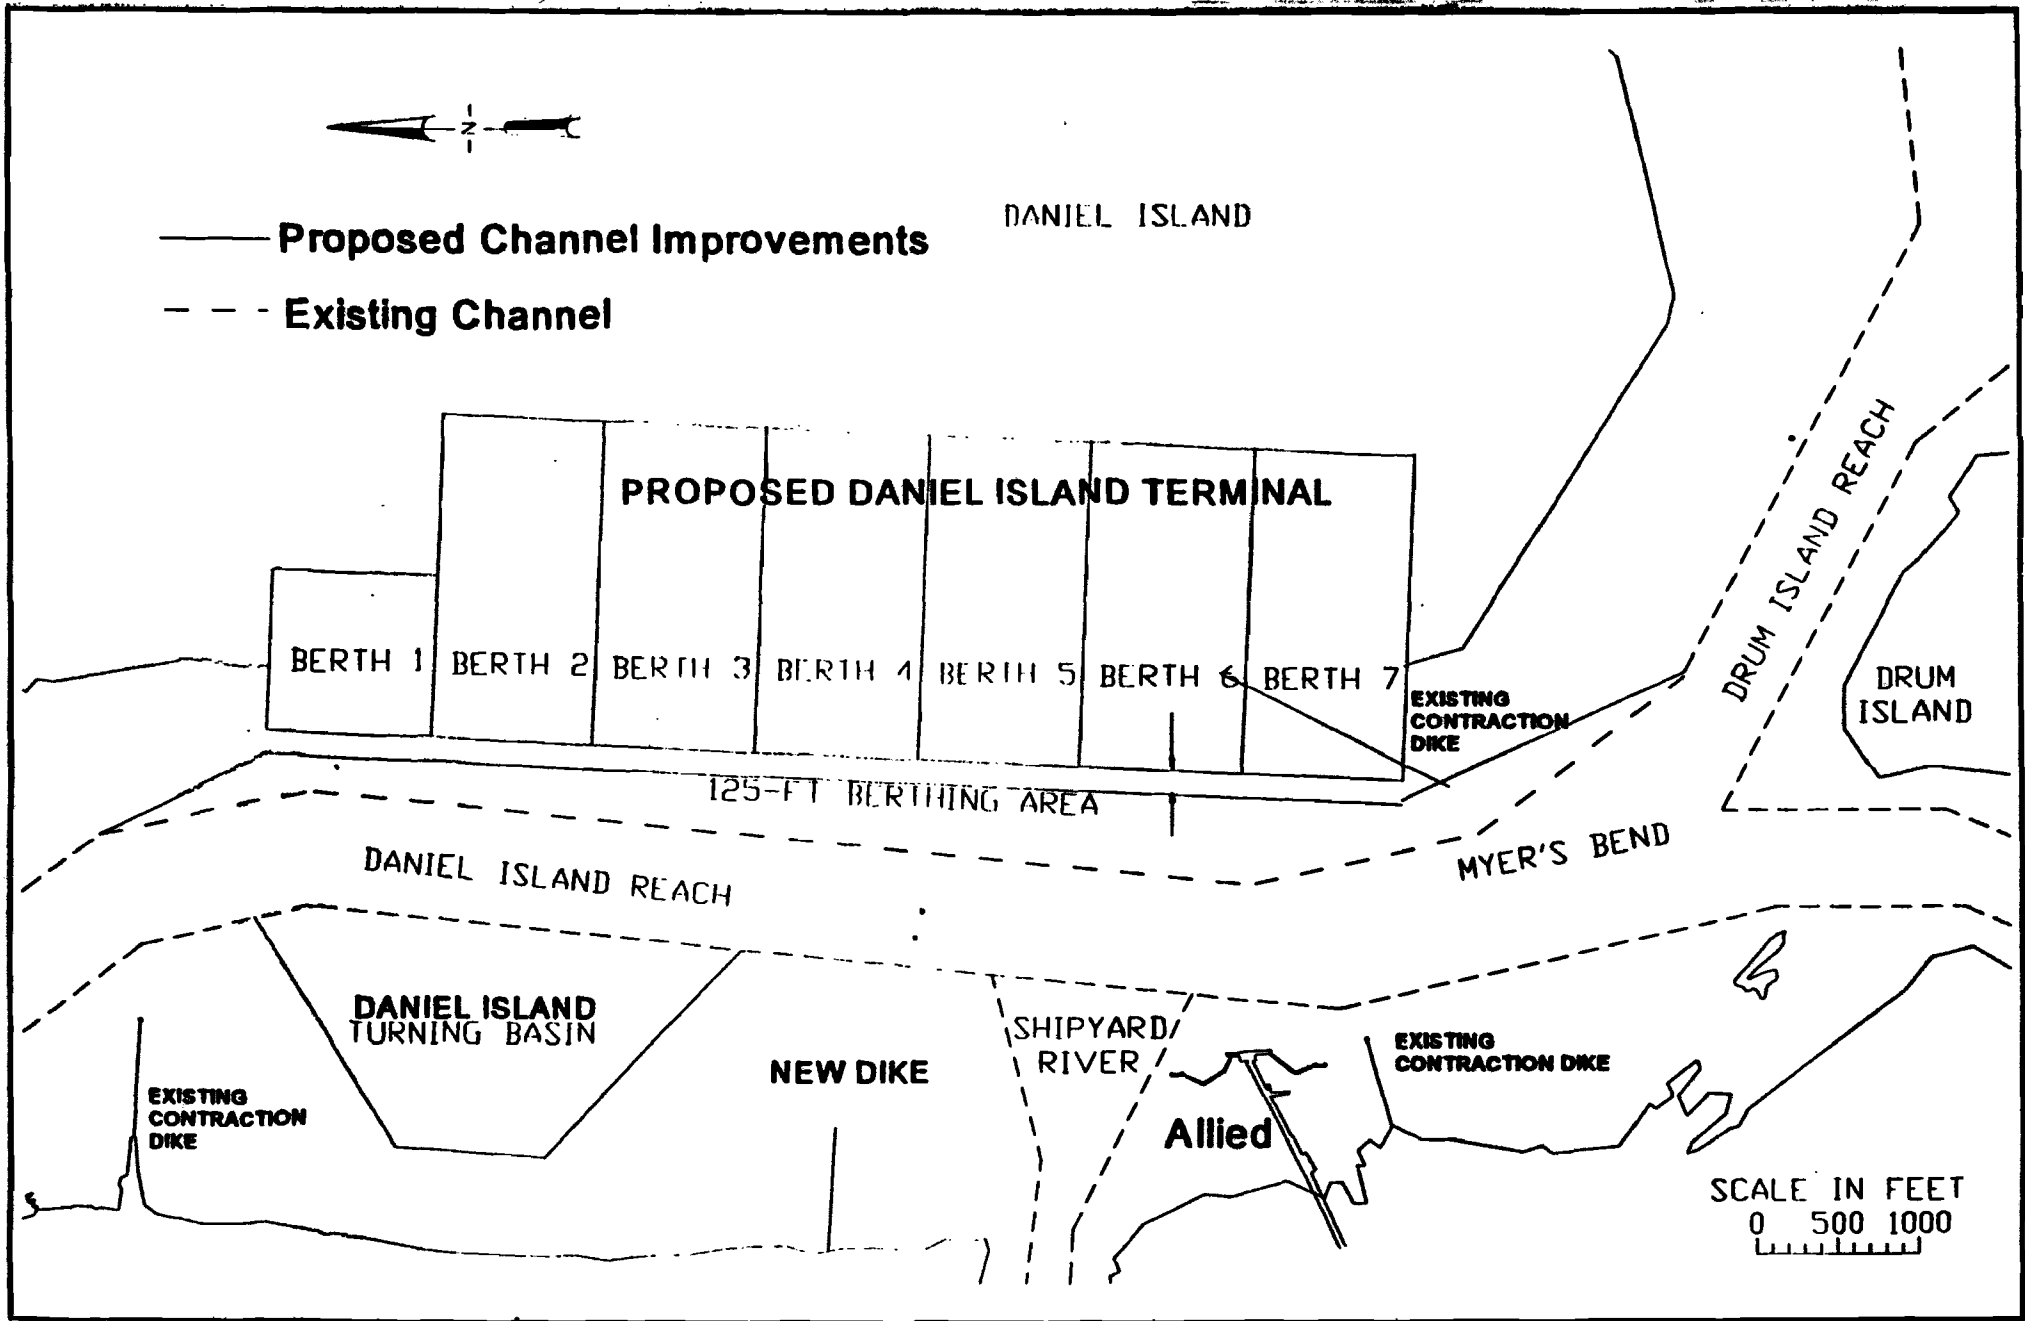 N
DANIEL ISLAND
Proposed Channel Improvements
Existing Channel
PROPOSED DANIEL ISLAND TERMINAL
BERTH 1
BERTH 2
BERTH 3
BERTH 4
BERTH 5
BERTH 6
BERTH 7
EXISTING
CONTRACTION
DIKE
DRUM ISLAND REACH
DRUM
ISLAND
125-FT BERTHING AREA
DANIEL ISLAND REACH
MYER'S BEND
DANIEL ISLAND
TURNING BASIN
NEW DIKE
SHIPYARD
RIVER
EXISTING
CONTRACTION DIKE
EXISTING
CONTRACTION
DIKE
Allied
SCALE IN FEET
0 500 1000